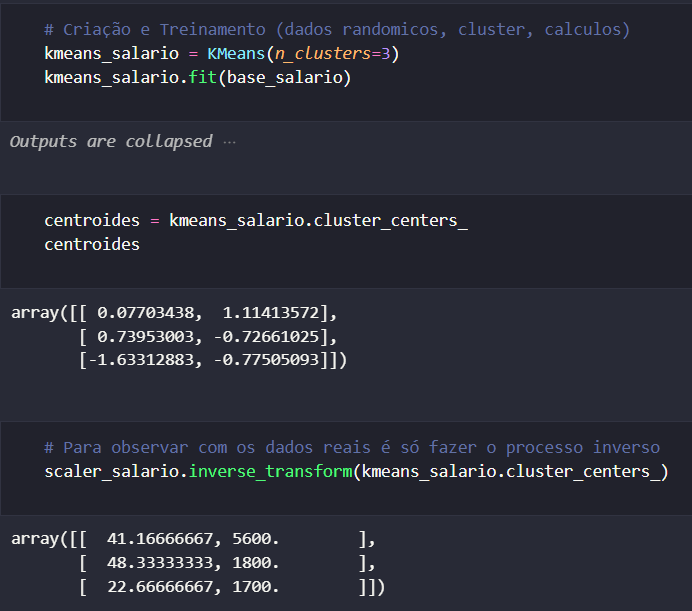 # Criação e Treinamento (dados randomicos, cluster, calculos)
kmeans_salario = KMeans(n_clusters=3)
kmeans_salario.fit(base_salario)
Outputs are collapsed ···
centroides = kmeans_salario.cluster_centers_
centroides
array([[ 0.07703438,  1.11413572],
       [ 0.73953003, -0.72661025],
       [-1.63312883, -0.77505093]])
# Para observar com os dados reais é só fazer o processo inverso
scaler_salario.inverse_transform(kmeans_salario.cluster_centers_)
array([[  41.16666667, 5600.        ],
       [  48.33333333, 1800.        ],
       [  22.66666667, 1700.        ]])